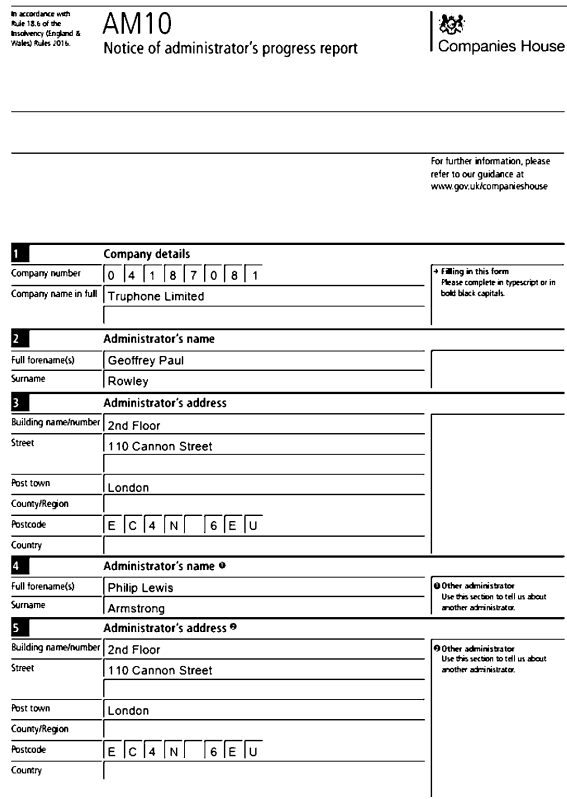 In accordance with
Rule 18.6 of the
Insolvency (England &
Wales) Rules 2016.
AM10
Notice of administrator's progress report
Companies House
For further information, please
refer to our guidance at
www.gov.uk/companieshouse
1 Company details
Company number 0 4 1 8 7 0 8 1
Company name in full Truphone Limited
→ Filling in this form
Please complete in typescript or in
bold black capitals.
2 Administrator's name
Full forename(s) Geoffrey Paul
Surname Rowley
3 Administrator's address
Building name/number 2nd Floor
Street 110 Cannon Street
Post town London
County/Region
Postcode E C 4 N 6 E U
Country
4 Administrator's name ❶
Full forename(s) Philip Lewis
Surname Armstrong
❶ Other administrator
Use this section to tell us about
another administrator.
5 Administrator's address ❷
Building name/number 2nd Floor
Street 110 Cannon Street
Post town London
County/Region
Postcode E C 4 N 6 E U
Country
❷ Other administrator
Use this section to tell us about
another administrator.